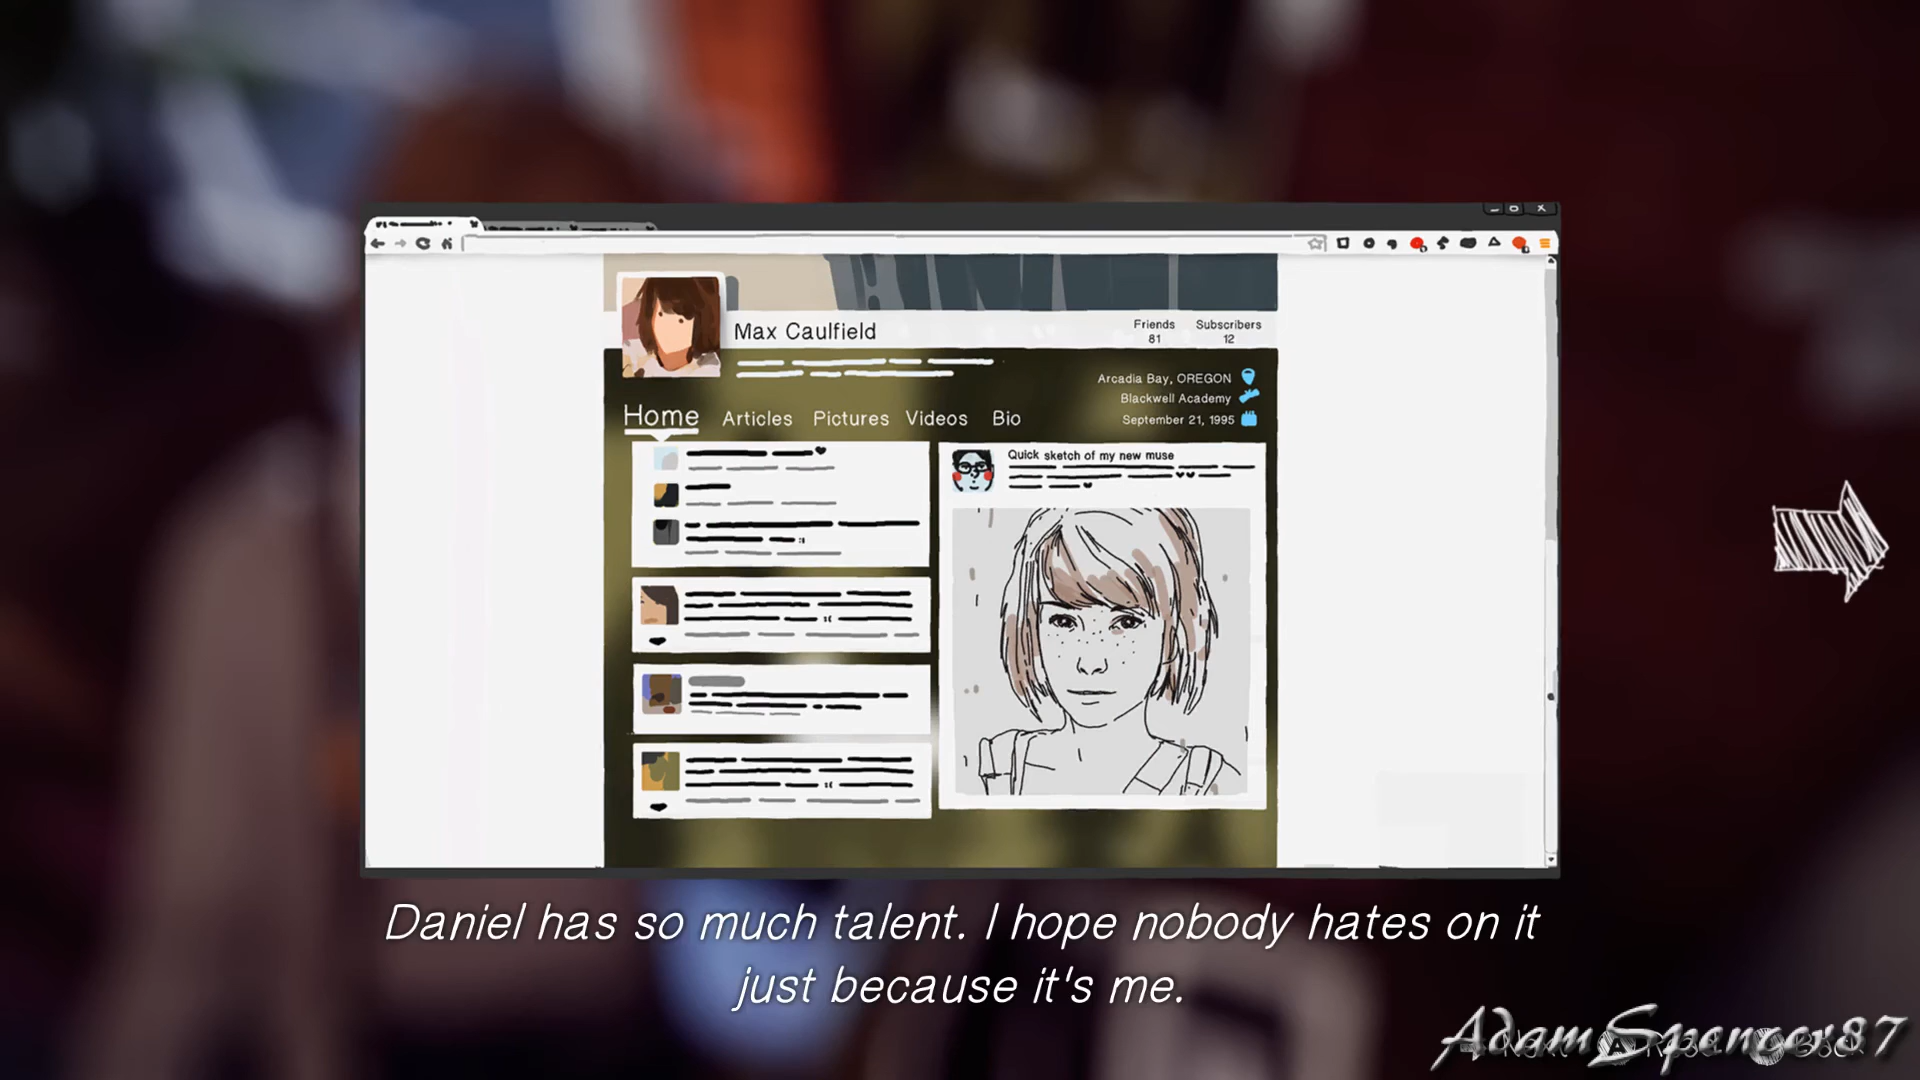 Max Caulfield
Friends
81
Subscribers
12
Arcadia Bay, OREGON
Blackwell Academy
September 21, 1995
Home Articles Pictures Videos Bio
Quick sketch of my new muse
Daniel has so much talent. I hope nobody hates on it
just because it's me.
AdamSpencer87